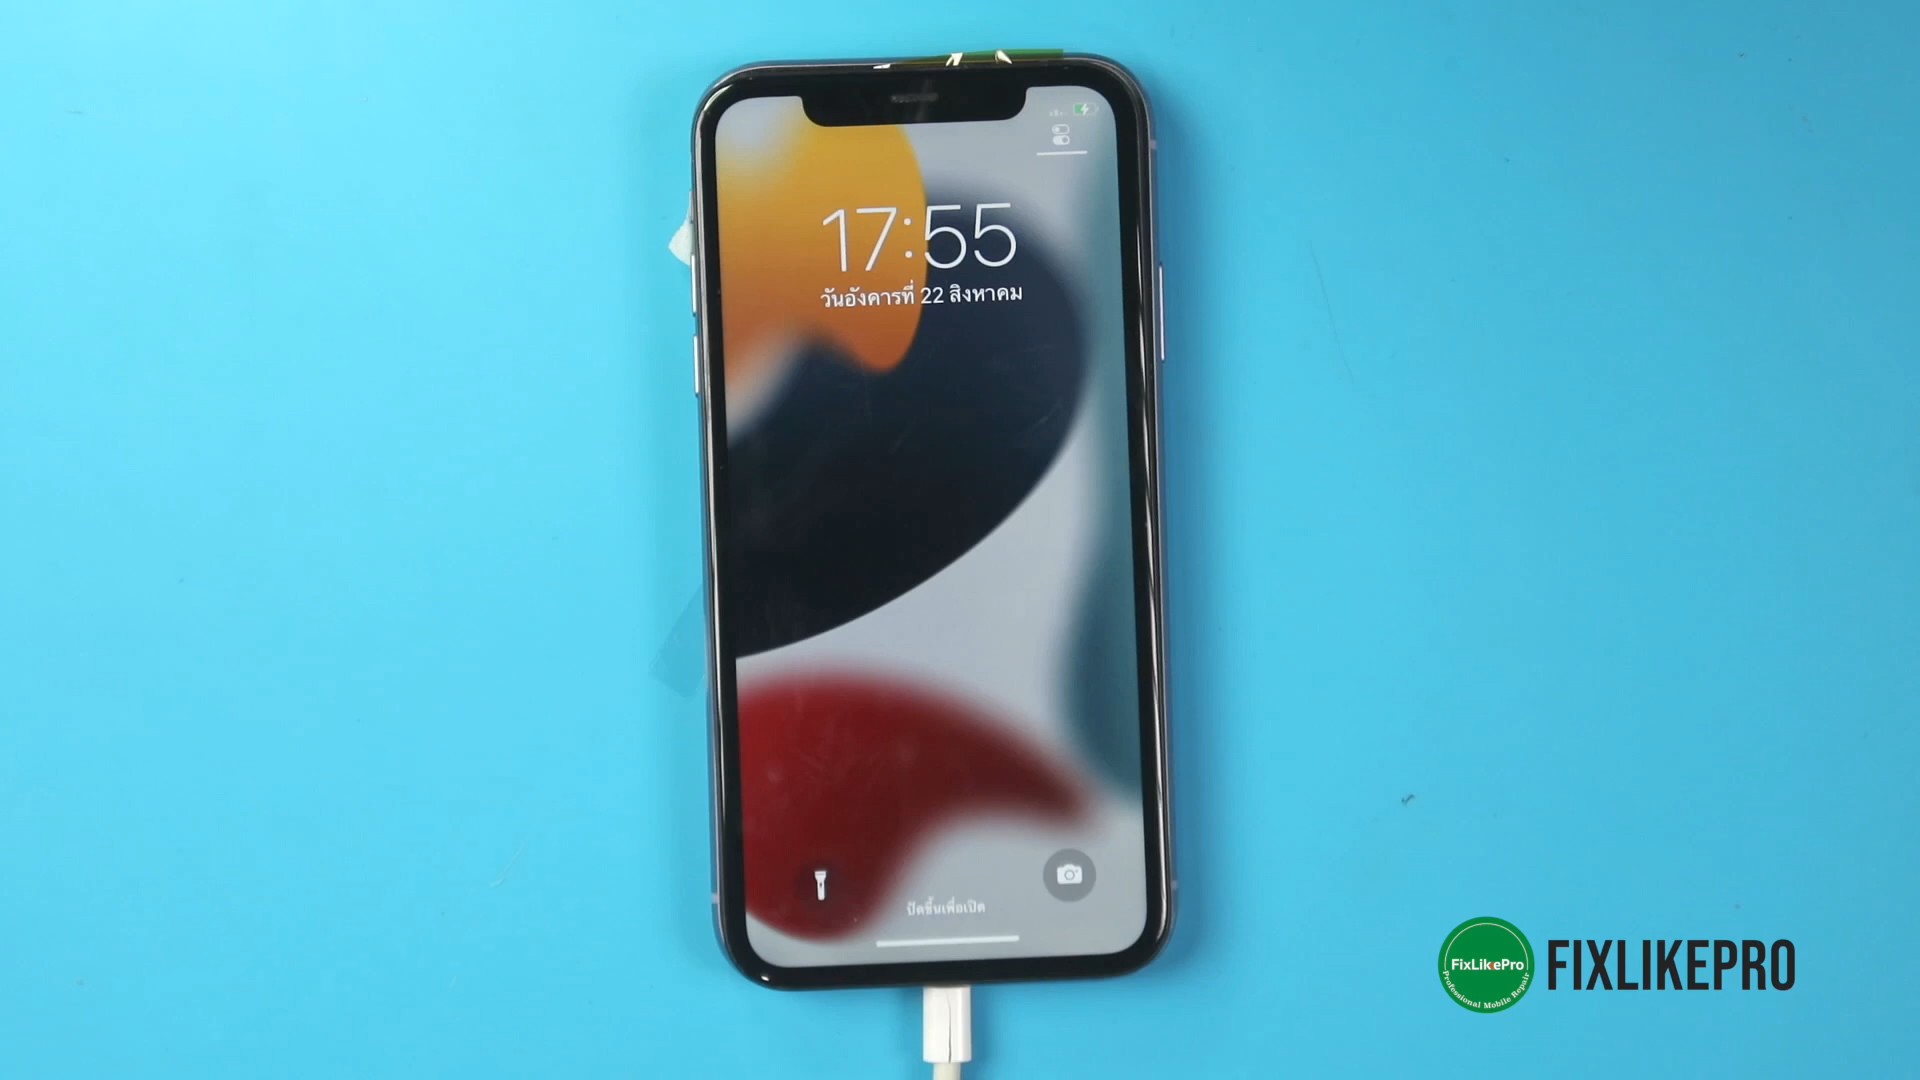 17:55
วันอังคารที่ 22 สิงหาคม
ปัดขึ้นเพื่อเปิด
FixLikePro
Professional Mobile Repair
FIXLIKEPRO